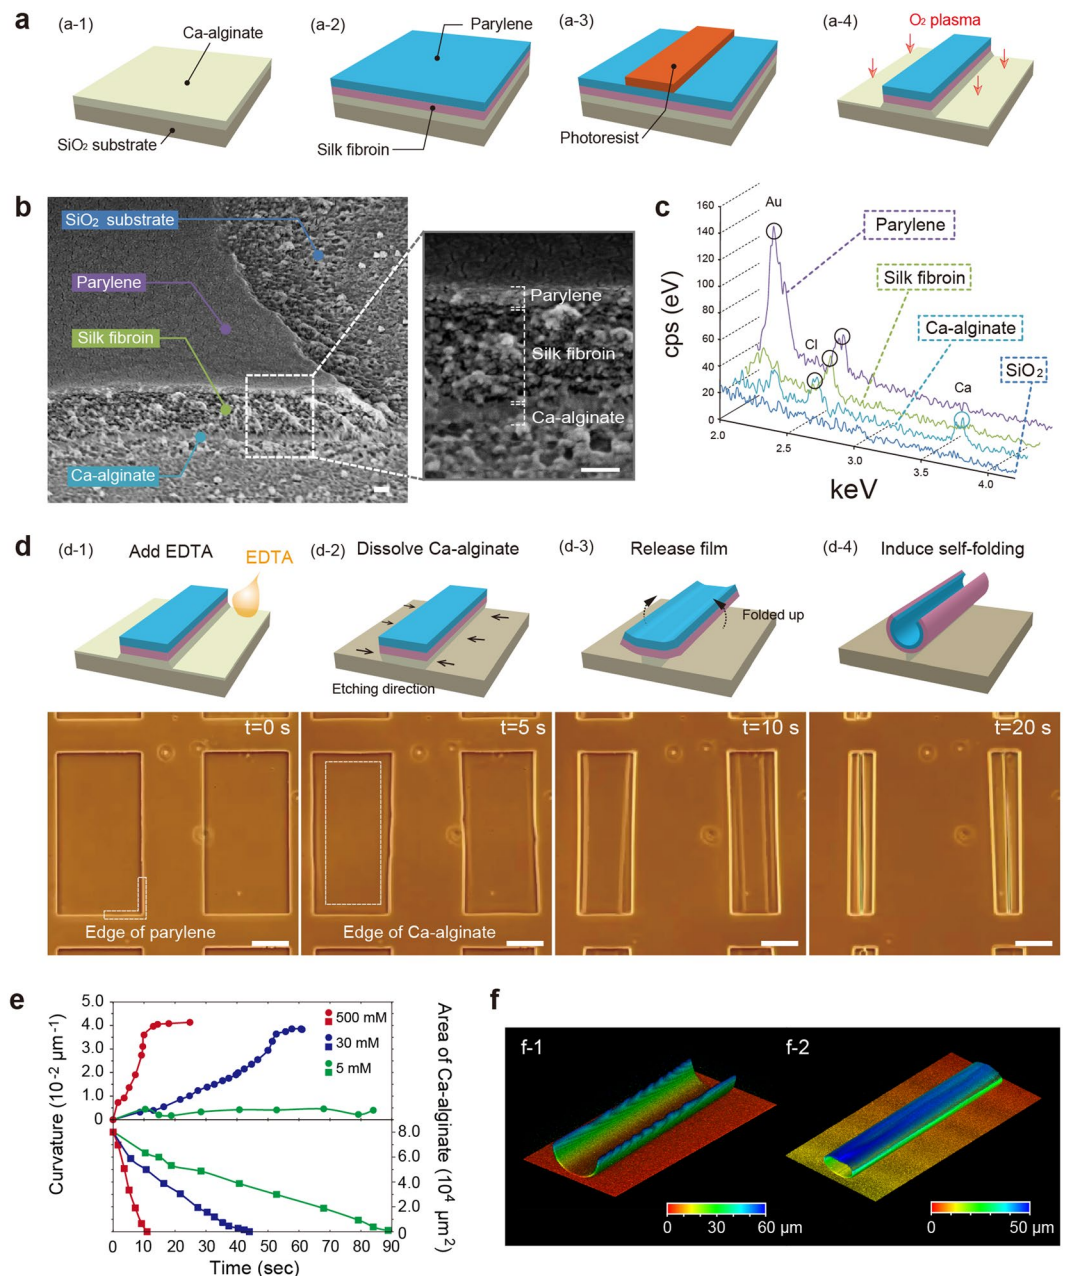 a
(a-1)
Ca-alginate
SiO₂ substrate
(a-2)
Parylene
Silk fibroin
(a-3)
Photoresist
(a-4)
O₂ plasma
b
SiO₂ substrate
Parylene
Silk fibroin
Ca-alginate
Parylene
Silk fibroin
Ca-alginate
c
160
140
120
100
80
60
40
20
0
cps (eV)
Au
Cl
Ca
Parylene
Silk fibroin
Ca-alginate
SiO₂
2.0
2.5
3.0
3.5
4.0
keV
d
(d-1)
Add EDTA
EDTA
(d-2)
Dissolve Ca-alginate
Etching direction
(d-3)
Release film
Folded up
(d-4)
Induce self-folding
t=0 s
Edge of parylene
t=5 s
Edge of Ca-alginate
t=10 s
t=20 s
e
5.0
4.0
3.0
2.0
1.0
0
Curvature (10⁻² µm⁻¹)
500 mM
30 mM
5 mM
8.0
6.0
4.0
2.0
0
Area of Ca-alginate (10⁴ µm²)
0 10 20 30 40 50 60 70 80 90
Time (sec)
f
f-1
0 30 60 µm
f-2
0 50 µm